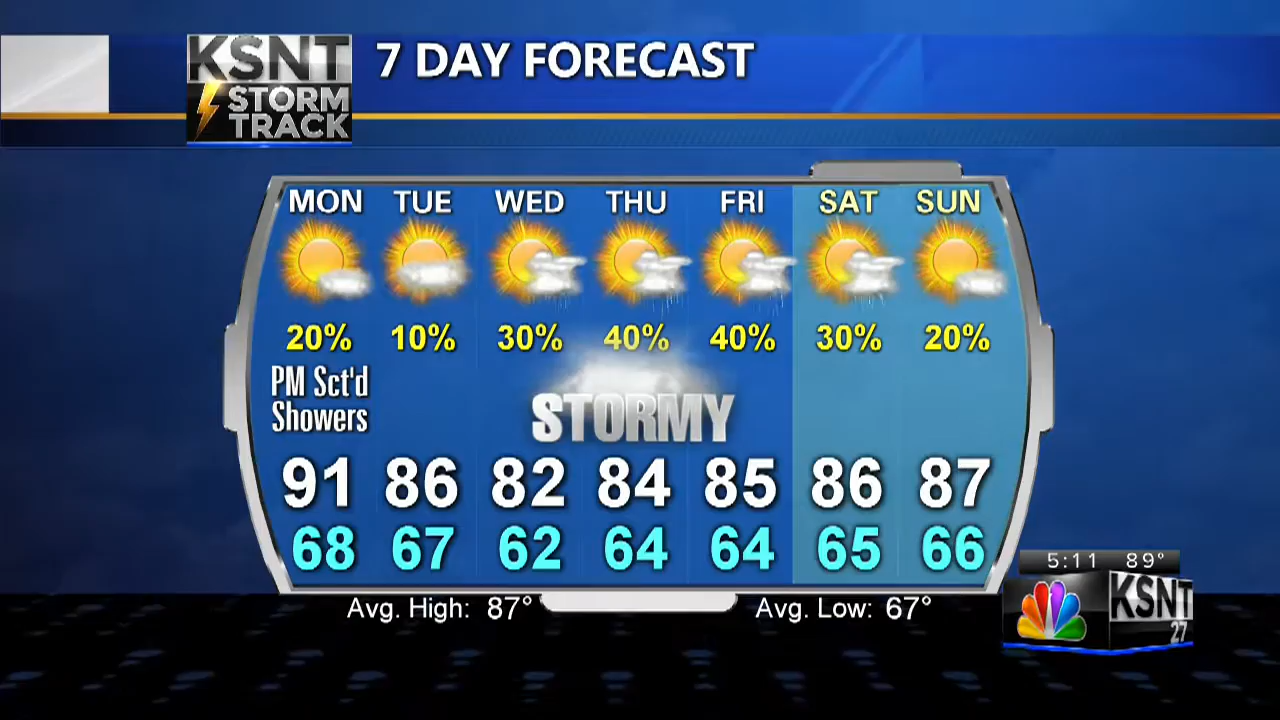 KSNT
STORM
TRACK
7 DAY FORECAST
MON TUE WED THU FRI SAT SUN
20% 10% 30% 40% 40% 30% 20%
PM Sct'd
Showers
STORMY
91 86 82 84 85 86 87
68 67 62 64 64 65 66
Avg. High: 87° Avg. Low: 67°
5:11 89°
KSNT
27